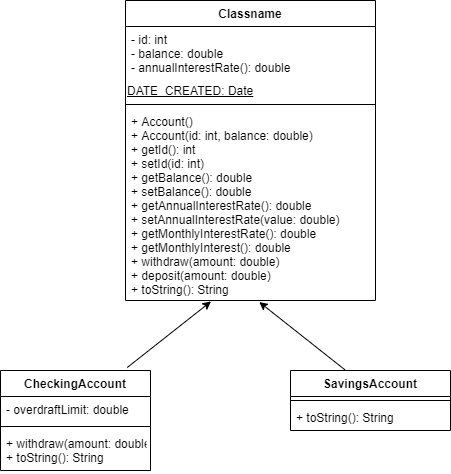 Classname
- id: int
- balance: double
- annualInterestRate(): double
DATE_CREATED: Date
+ Account()
+ Account(id: int, balance: double)
+ getId(): int
+ setId(id: int)
+ getBalance(): double
+ setBalance(): double
+ getAnnualInterestRate(): double
+ setAnnualInterestRate(value: double)
+ getMonthlyInterestRate(): double
+ getMonthlyInterest(): double
+ withdraw(amount: double)
+ deposit(amount: double)
+ toString(): String
CheckingAccount
- overdraftLimit: double
+ withdraw(amount: double
+ toString(): String
SavingsAccount
+ toString(): String